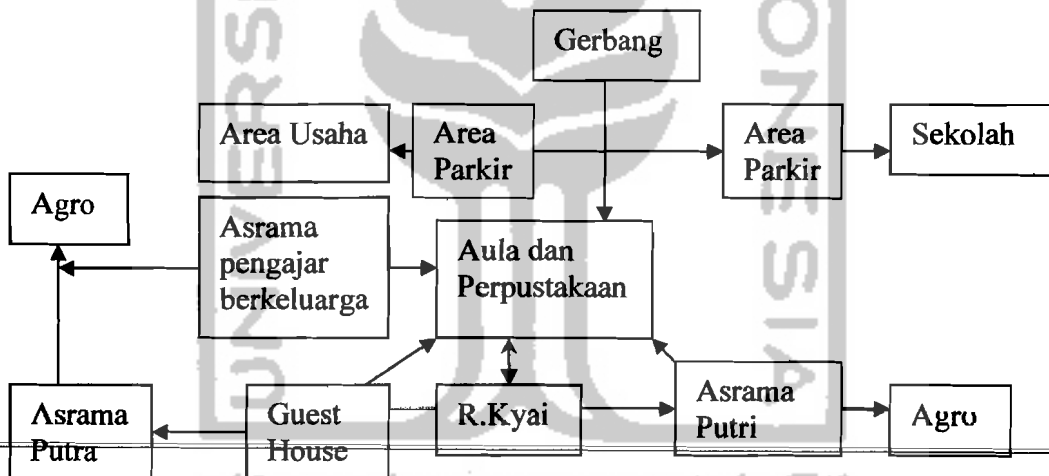 Gerbang
Area Usaha
Area
Parkir
Area
Parkir
Sekolah
Agro
Asrama
pengajar
berkeluarga
Aula dan
Perpustakaan
Asrama
Putra
Guest
House
R.Kyai
Asrama
Putri
Agro